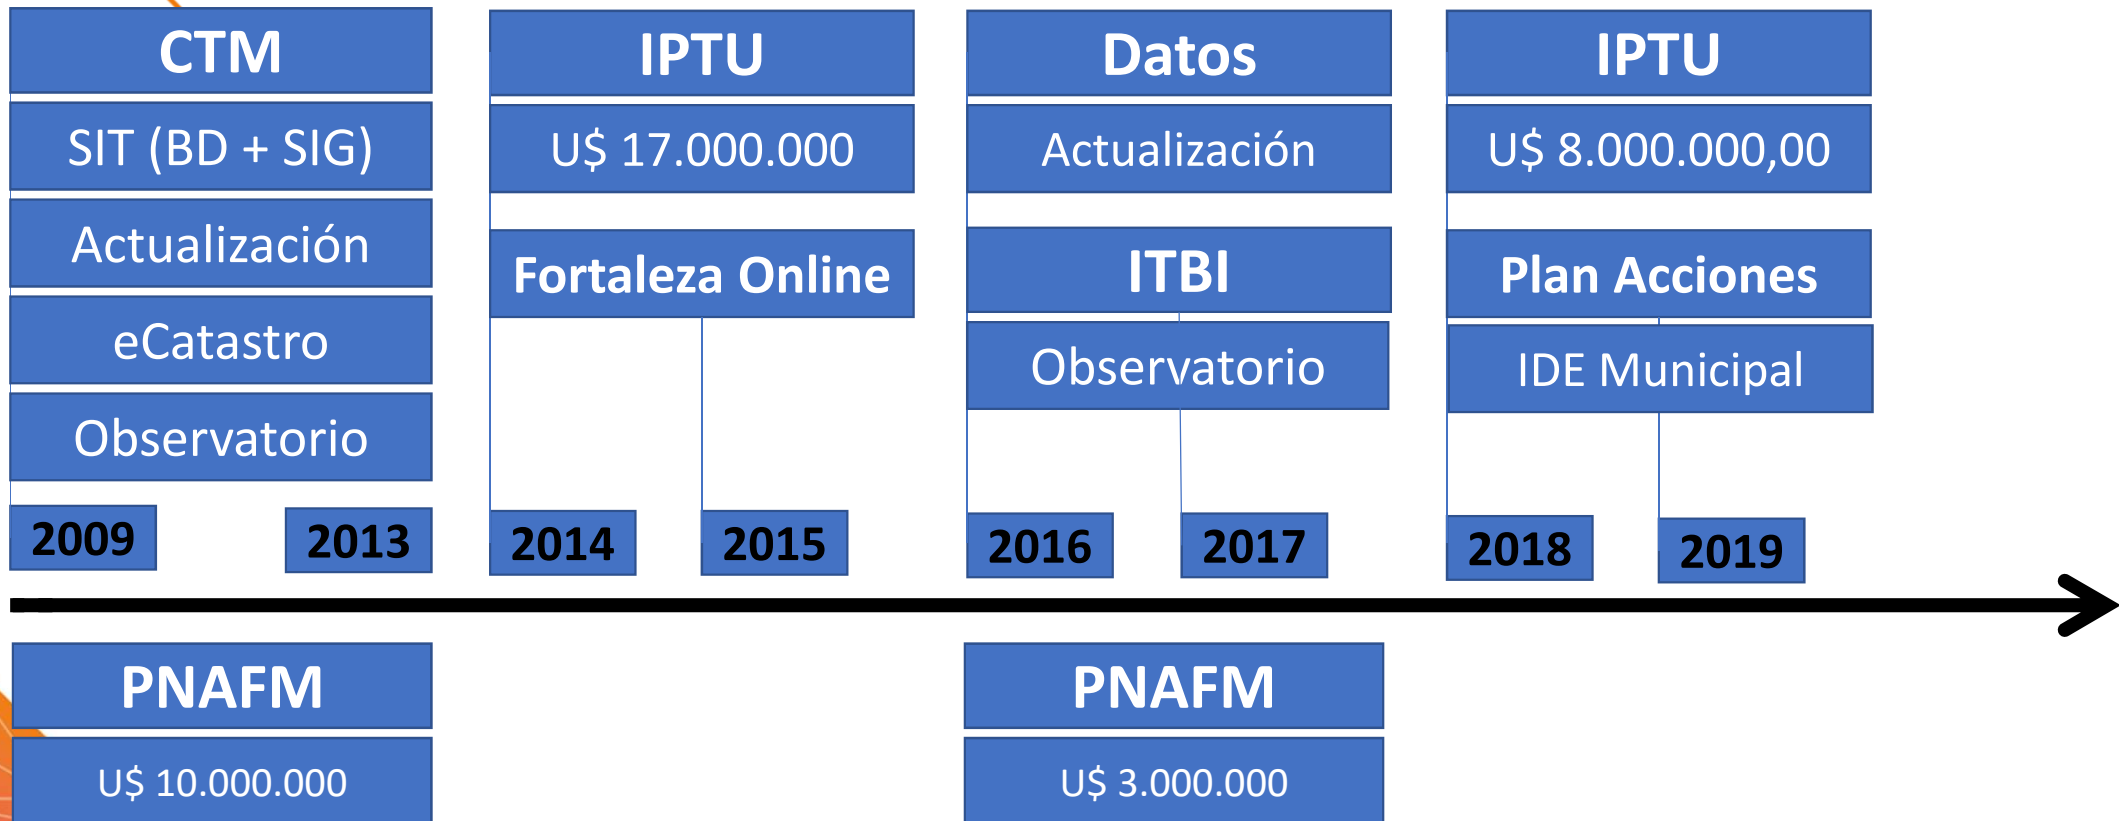 CTM
SIT (BD + SIG)
Actualización
eCatastro
Observatorio
2009
2013
IPTU
U$ 17.000.000
Fortaleza Online
2014
2015
Datos
Actualización
ITBI
Observatorio
2016
2017
IPTU
U$ 8.000.000,00
Plan Acciones
IDE Municipal
2018
2019
PNAFM
U$ 10.000.000
PNAFM
U$ 3.000.000